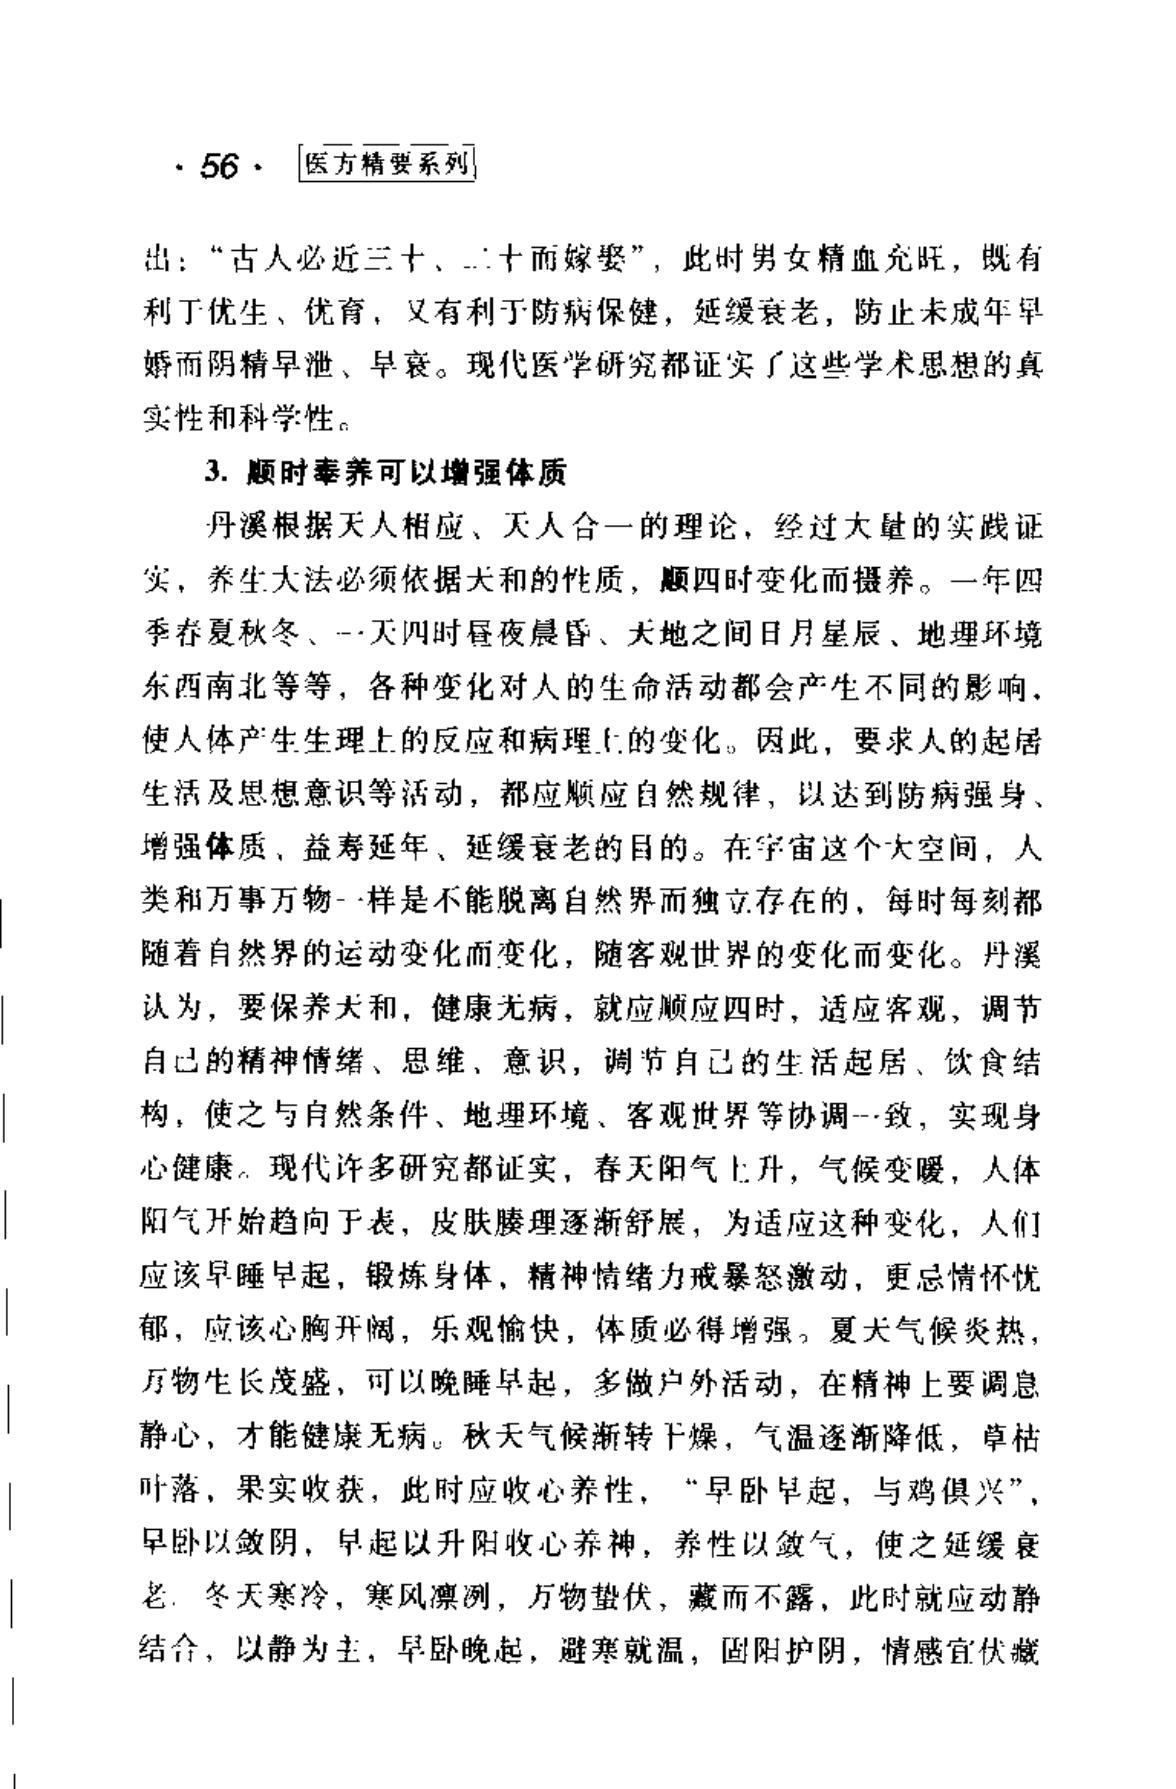 · 56 · 医方精要系列
出：“古人必近三十、二十而嫁娶”，此时男女精血充旺，既有
利于优生、优育，又有利于防病保健，延缓衰老，防止未成年早
婚而阴精早泄、早衰。现代医学研究都证实了这些学术思想的真
实性和科学性。
3. 顺时奉养可以增强体质
丹溪根据天人相应、天人合一的理论，经过大量的实践证
实，养生大法必须依据天和的性质，顺四时变化而摄养。一年四
季春夏秋冬、一天四时昼夜晨昏、天地之间日月星辰、地理环境
东西南北等等，各种变化对人的生命活动都会产生不同的影响，
使人体产生生理上的反应和病理上的变化。因此，要求人的起居
生活及思想意识等活动，都应顺应自然规律，以达到防病强身、
增强体质、益寿延年、延缓衰老的目的。在宇宙这个大空间，人
类和万事万物一样是不能脱离自然界而独立存在的，每时每刻都
随着自然界的运动变化而变化，随客观世界的变化而变化。丹溪
认为，要保养天和，健康无病，就应顺应四时，适应客观，调节
自己的精神情绪、思维、意识，调节自己的生活起居、饮食结
构，使之与自然条件、地理环境、客观世界等协调一致，实现身
心健康。现代许多研究都证实，春天阳气上升，气候变暖，人体
阳气开始趋向于表，皮肤腠理逐渐舒展，为适应这种变化，人们
应该早睡早起，锻炼身体，精神情绪力戒暴怒激动，更忌情怀忧
郁，应该心胸开阔，乐观愉快，体质必得增强。夏天气候炎热，
万物生长茂盛，可以晚睡早起，多做户外活动，在精神上要调息
静心，才能健康无病。秋天气候渐转干燥，气温逐渐降低，草枯
叶落，果实收获，此时应收心养性，“早卧早起，与鸡俱兴”，
早卧以敛阴，早起以升阳收心养神，养性以敛气，使之延缓衰
老。冬天寒冷，寒风凛冽，万物蛰伏，藏而不露，此时就应动静
结合，以静为主，早卧晚起，避寒就温，固阳护阴，情感宜伏藏